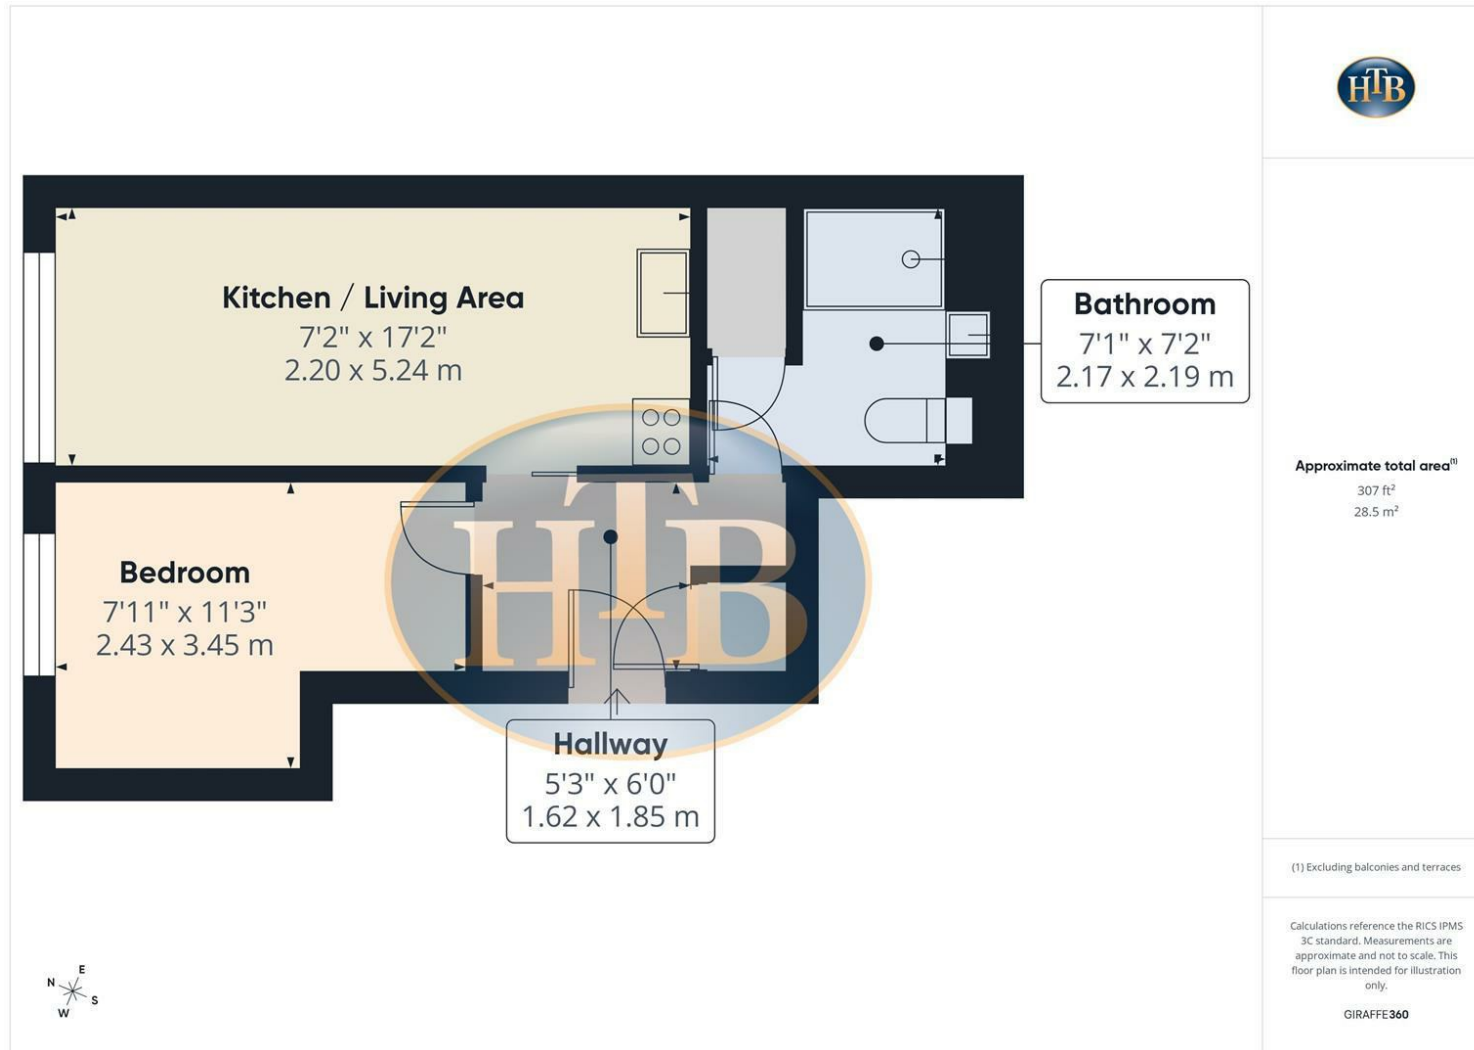 HTB
Kitchen / Living Area
7'2" x 17'2"
2.20 x 5.24 m
Bathroom
7'1" x 7'2"
2.17 x 2.19 m
Bedroom
7'11" x 11'3"
2.43 x 3.45 m
HTB
Hallway
5'3" x 6'0"
1.62 x 1.85 m
Approximate total area(1)
307 ft²
28.5 m²
(1) Excluding balconies and terraces
Calculations reference the RICS IPMS
3C standard. Measurements are
approximate and not to scale. This
floor plan is intended for illustration
only.
GIRAFFE360
E
N
S
W